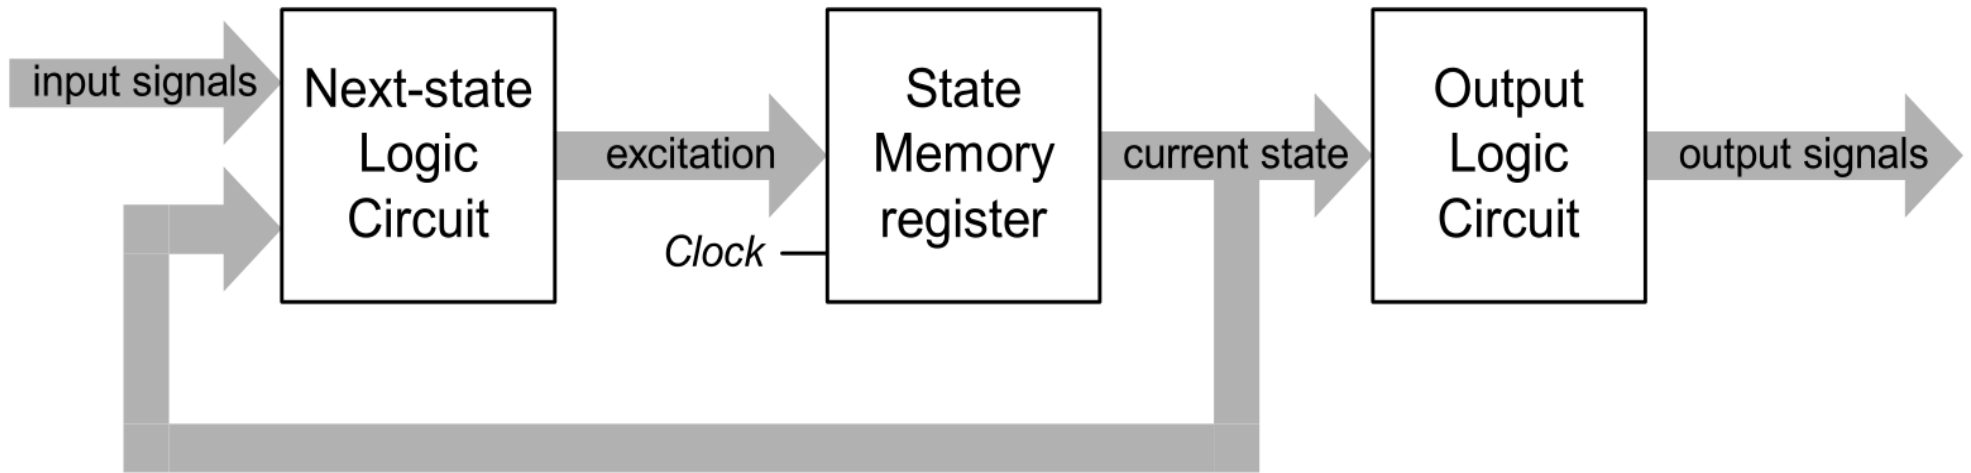 input signals
Next-state
Logic
Circuit
excitation
Clock
State
Memory
register
current state
Output
Logic
Circuit
output signals